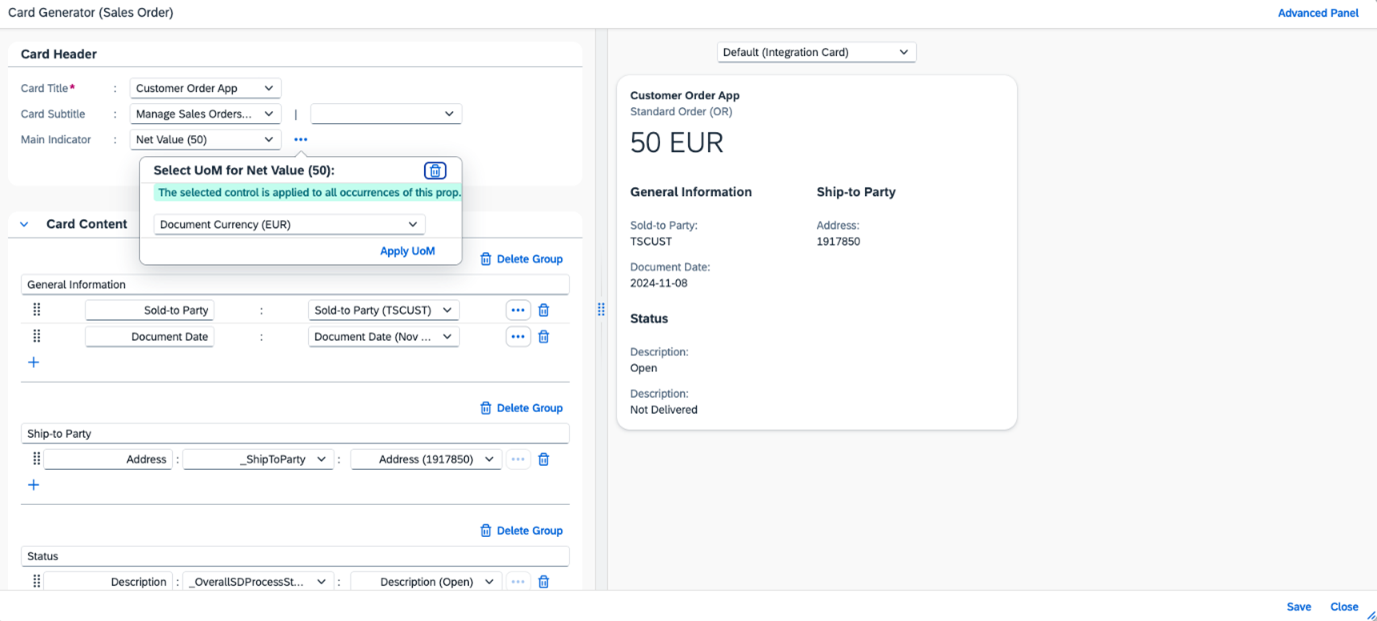 Card Generator (Sales Order)
Advanced Panel
Card Header
Card Title* : Customer Order App
Card Subtitle : Manage Sales Orders... |
Main Indicator : Net Value (50) •••
Select UoM for Net Value (50):
The selected control is applied to all occurrences of this prop.
Document Currency (EUR)
Apply UoM
Card Content
Delete Group
General Information
Sold-to Party : Sold-to Party (TSCUST) •••
Document Date : Document Date (Nov ... •••
+
Delete Group
Ship-to Party
Address : _ShipToParty : Address (1917850) •••
+
Delete Group
Status
Description : _OverallSDProcessSt... : Description (Open) •••
Default (Integration Card)
Customer Order App
Standard Order (OR)
50 EUR
General Information
Sold-to Party:
TSCUST
Document Date:
2024-11-08
Ship-to Party
Address:
1917850
Status
Description:
Open
Description:
Not Delivered
Save Close